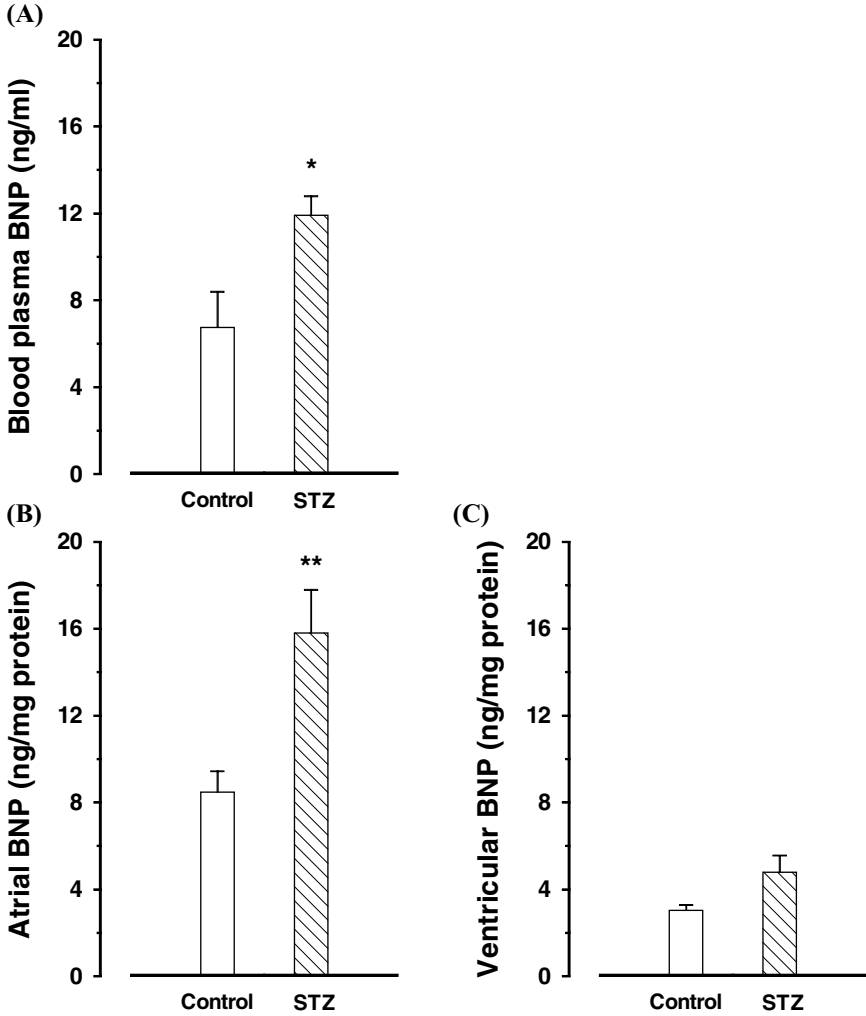 (A)
Blood plasma BNP (ng/ml)
20
16
12
8
4
0
*
Control STZ
(B)
Atrial BNP (ng/mg protein)
20
16
12
8
4
0
**
Control STZ
(C)
Ventricular BNP (ng/mg protein)
20
16
12
8
4
0
Control STZ